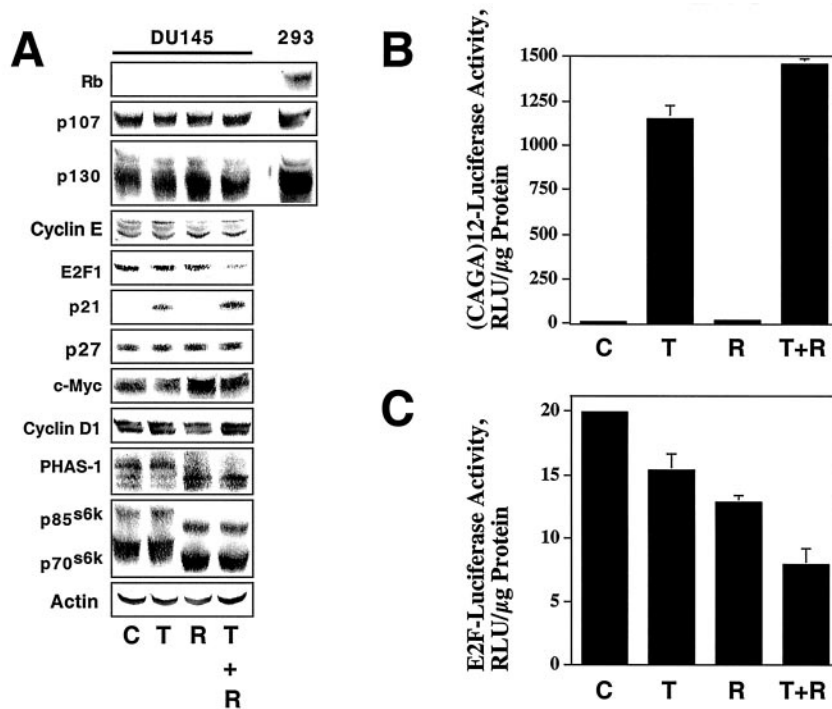 A
DU145 293
Rb
p107
p130
Cyclin E
E2F1
p21
p27
c-Myc
Cyclin D1
PHAS-1
p85s6k
p70s6k
Actin
C T R T
+
R
B
(CAGA)12-Luciferase Activity,
RLU/µg Protein
1500
1250
1000
750
500
250
0
C T R T+R
C
E2F-Luciferase Activity,
RLU/µg Protein
20
15
10
5
0
C T R T+R